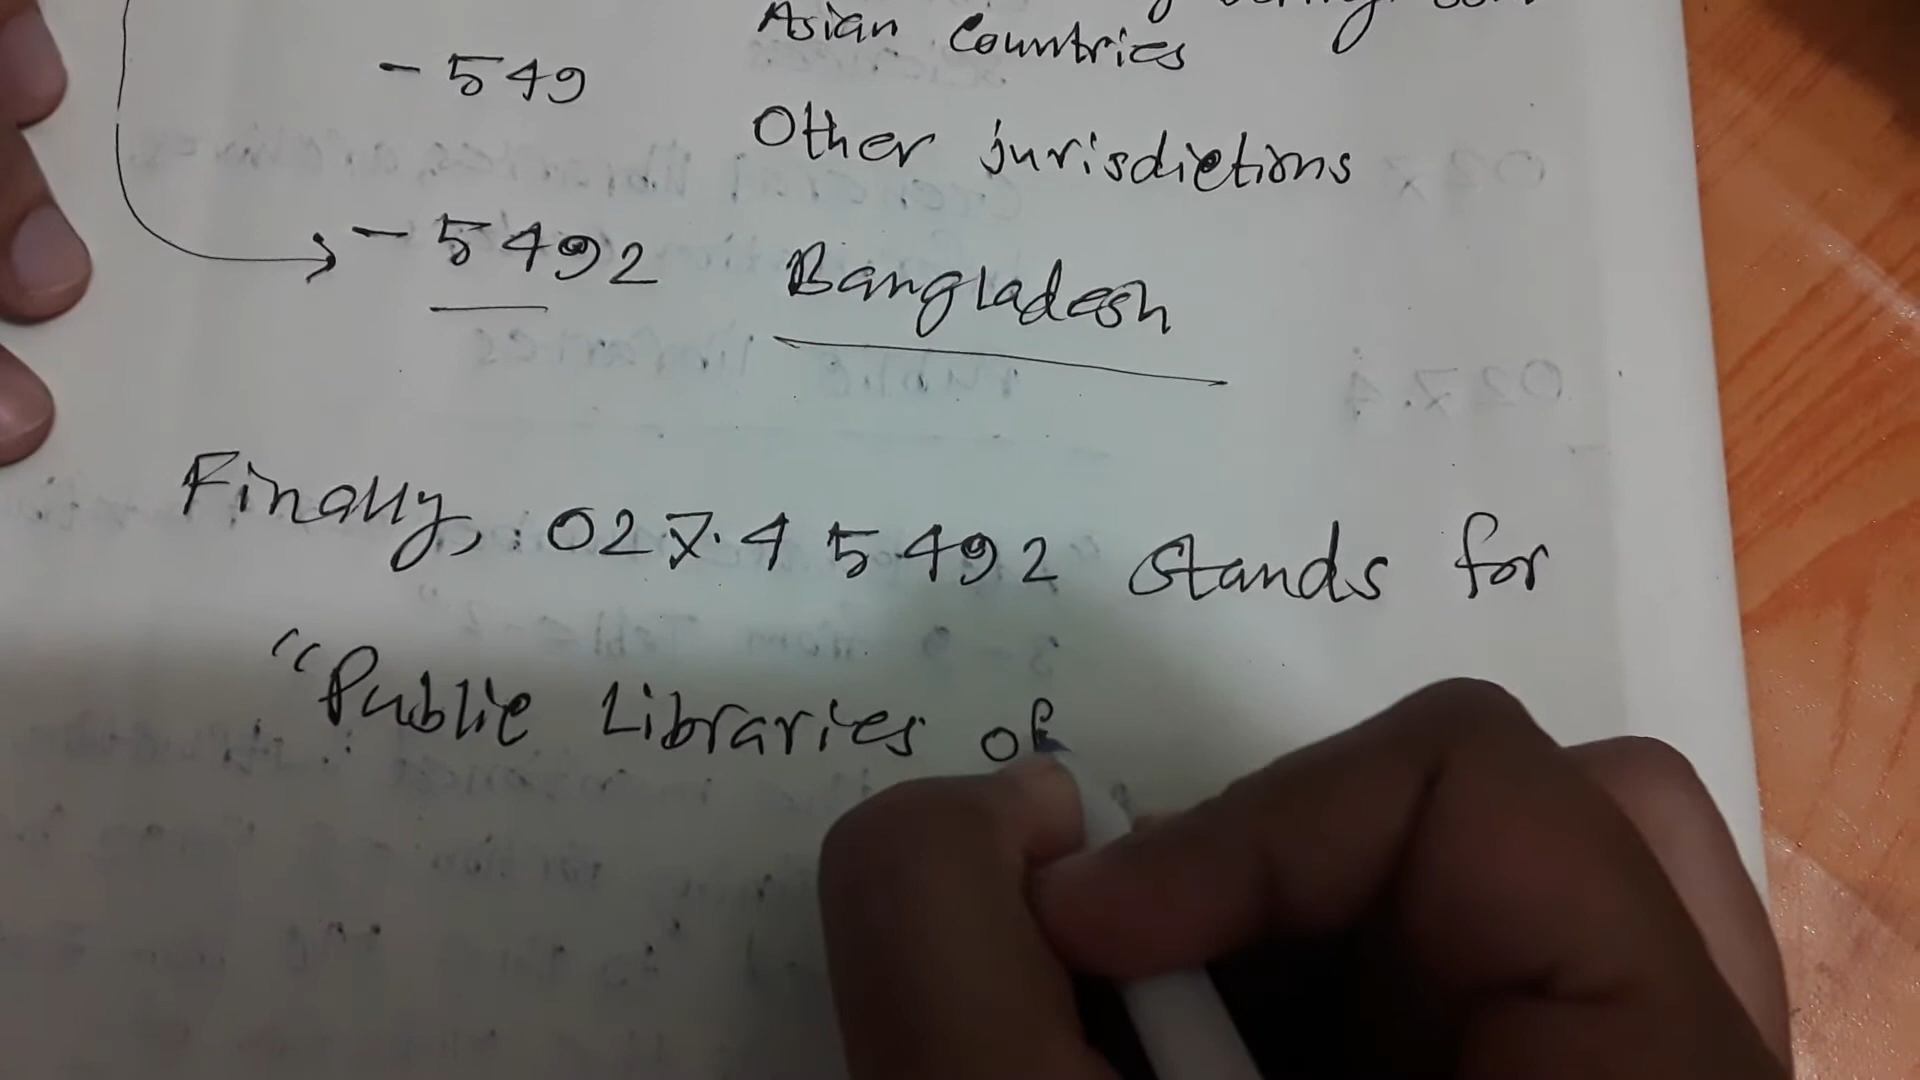 Asian Countries
- 549 Other jurisdictions
- 5492 Bangladesh
Finally, 027.45492 stands for
"Public Libraries of